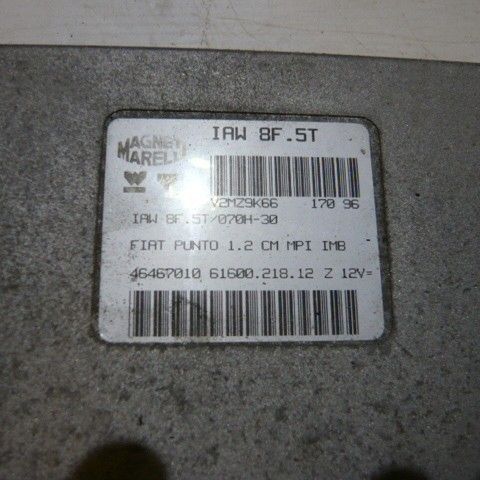 IAW 8F.5T
MAGNETI
MARELLI
V2MZ9K66 170 96
IAW 8F.5T/070H-30
FIAT PUNTO 1.2 CM MPI IMB
46467010 61600.218.12 Z 12V=